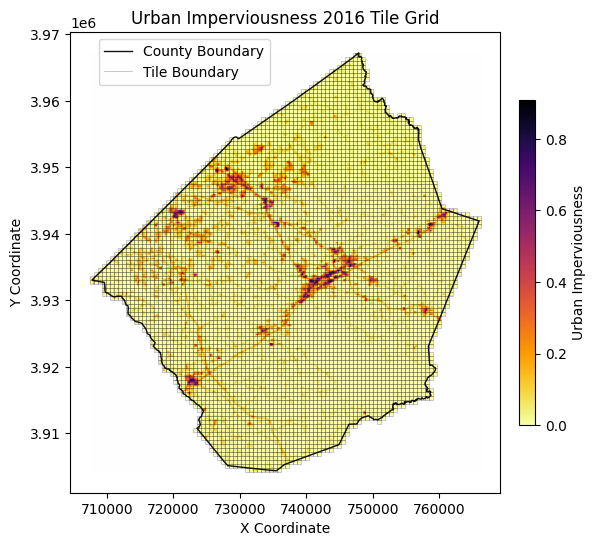 Urban Imperviousness 2016 Tile Grid
1e6
County Boundary
Tile Boundary
3.97
3.96
3.95
3.94
3.93
3.92
3.91
Y Coordinate
710000 720000 730000 740000 750000 760000
X Coordinate
0.8
0.6
0.4
0.2
0.0
Urban Imperviousness